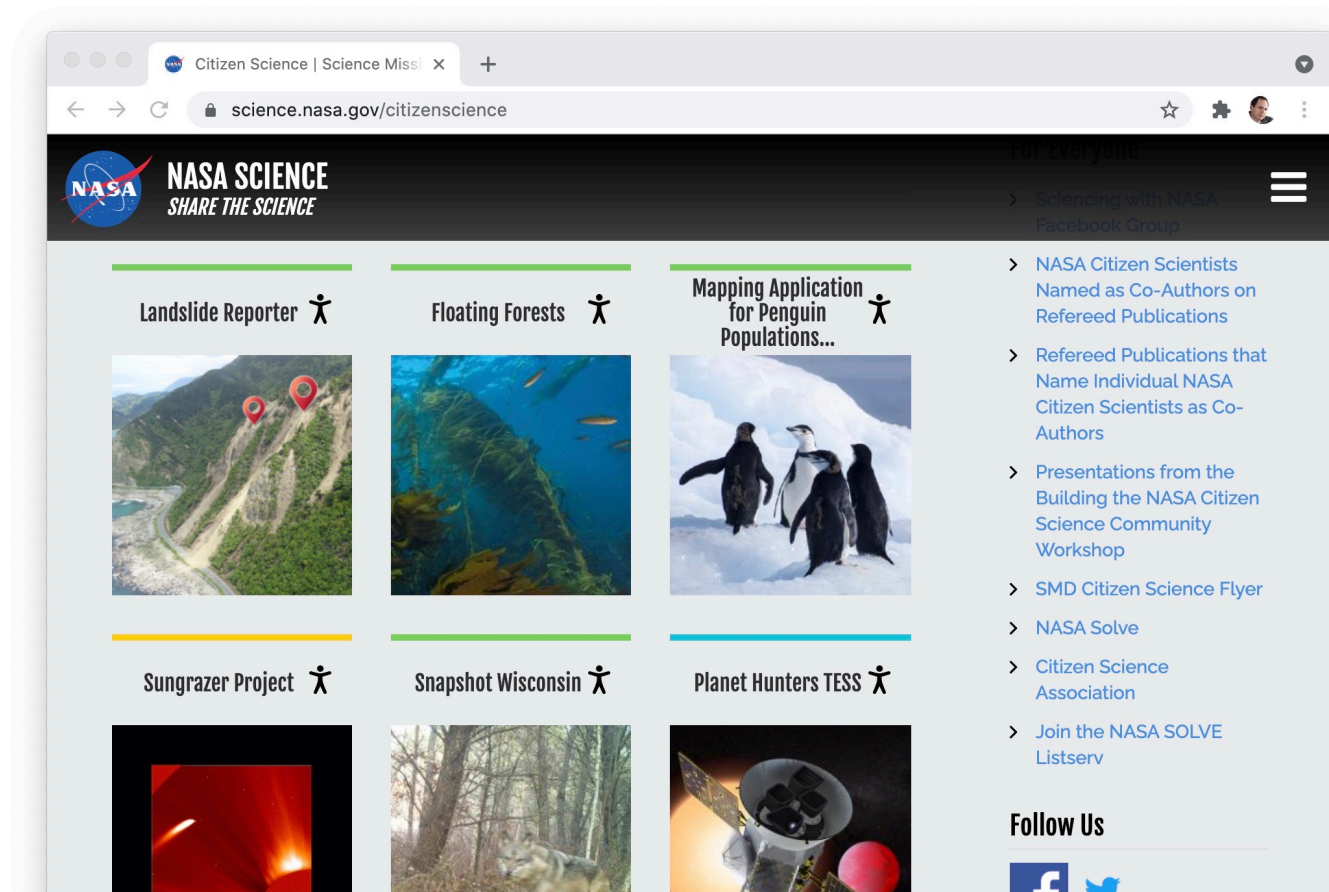 Citizen Science | Science Missi
science.nasa.gov/citizenscience
NASA
NASA SCIENCE
SHARE THE SCIENCE
Landslide Reporter
Floating Forests
Mapping Application
for Penguin
Populations...
Sungrazer Project
Snapshot Wisconsin
Planet Hunters TESS
For Everyone
Sciencing with NASA
Facebook Group
NASA Citizen Scientists
Named as Co-Authors on
Refereed Publications
Refereed Publications that
Name Individual NASA
Citizen Scientists as Co-
Authors
Presentations from the
Building the NASA Citizen
Science Community
Workshop
SMD Citizen Science Flyer
NASA Solve
Citizen Science
Association
Join the NASA SOLVE
Listserv
Follow Us